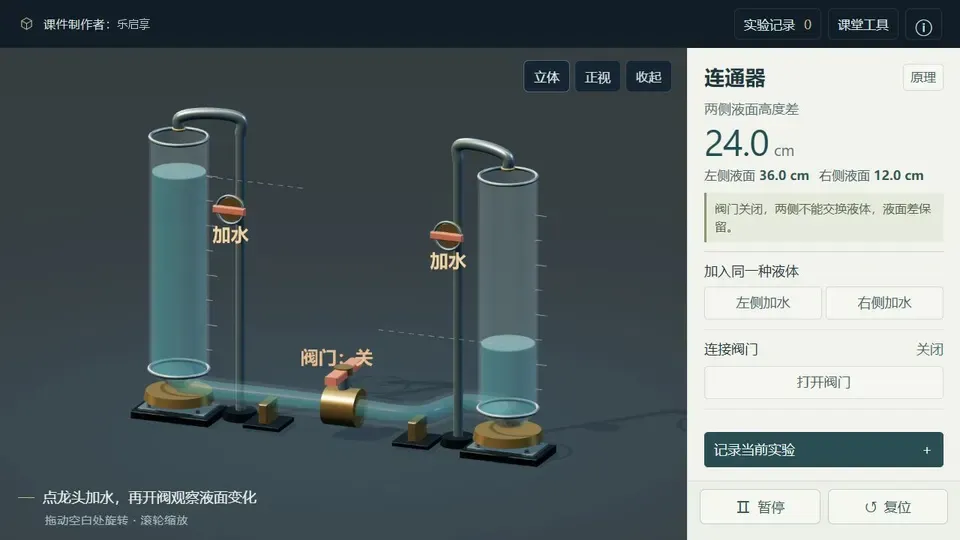 课件制作者：乐启享
实验记录 0
课堂工具
立体
正视
收起
连通器
原理
两侧液面高度差
24.0 cm
左侧液面 36.0 cm 右侧液面 12.0 cm
阀门关闭，两侧不能交换液体，液面差保
留。
加入同一种液体
左侧加水
右侧加水
连接阀门
关闭
打开阀门
记录当前实验 +
暂停
复位
加水
加水
阀门：关
点龙头加水，再开阀观察液面变化
拖动空白处旋转 · 滚轮缩放